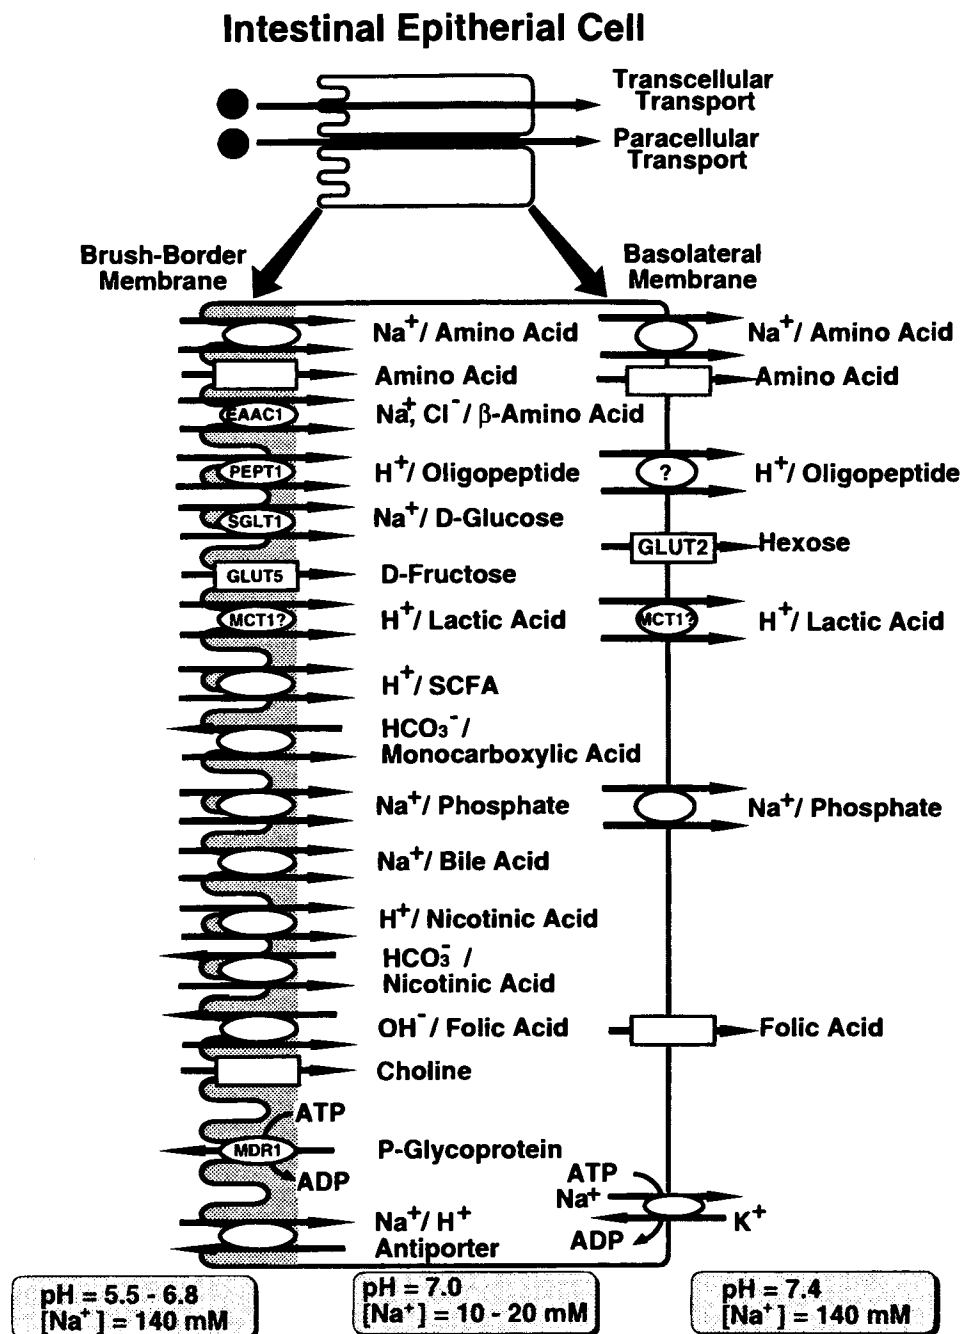 Intestinal Epitherial Cell
Transcellular
Transport
Paracellular
Transport
Brush-Border
Membrane
Basolateral
Membrane
Na⁺/ Amino Acid
Na⁺/ Amino Acid
Amino Acid
Amino Acid
EAAC1
Na⁺, Cl⁻/ β-Amino Acid
PEPT1
H⁺/ Oligopeptide
?
H⁺/ Oligopeptide
SGLT1
Na⁺/ D-Glucose
GLUT2
Hexose
GLUT5
D-Fructose
MCT1?
H⁺/ Lactic Acid
MCT1?
H⁺/ Lactic Acid
H⁺/ SCFA
HCO₃⁻/
Monocarboxylic Acid
Na⁺/ Phosphate
Na⁺/ Phosphate
Na⁺/ Bile Acid
H⁺/ Nicotinic Acid
HCO₃⁻ /
Nicotinic Acid
OH⁻/ Folic Acid
Folic Acid
Choline
ATP
MDR1
P-Glycoprotein
ADP
ATP
Na⁺
K⁺
ADP
Na⁺/ H⁺
Antiporter
pH = 5.5 - 6.8
[Na⁺] = 140 mM
pH = 7.0
[Na⁺] = 10 - 20 mM
pH = 7.4
[Na⁺] = 140 mM